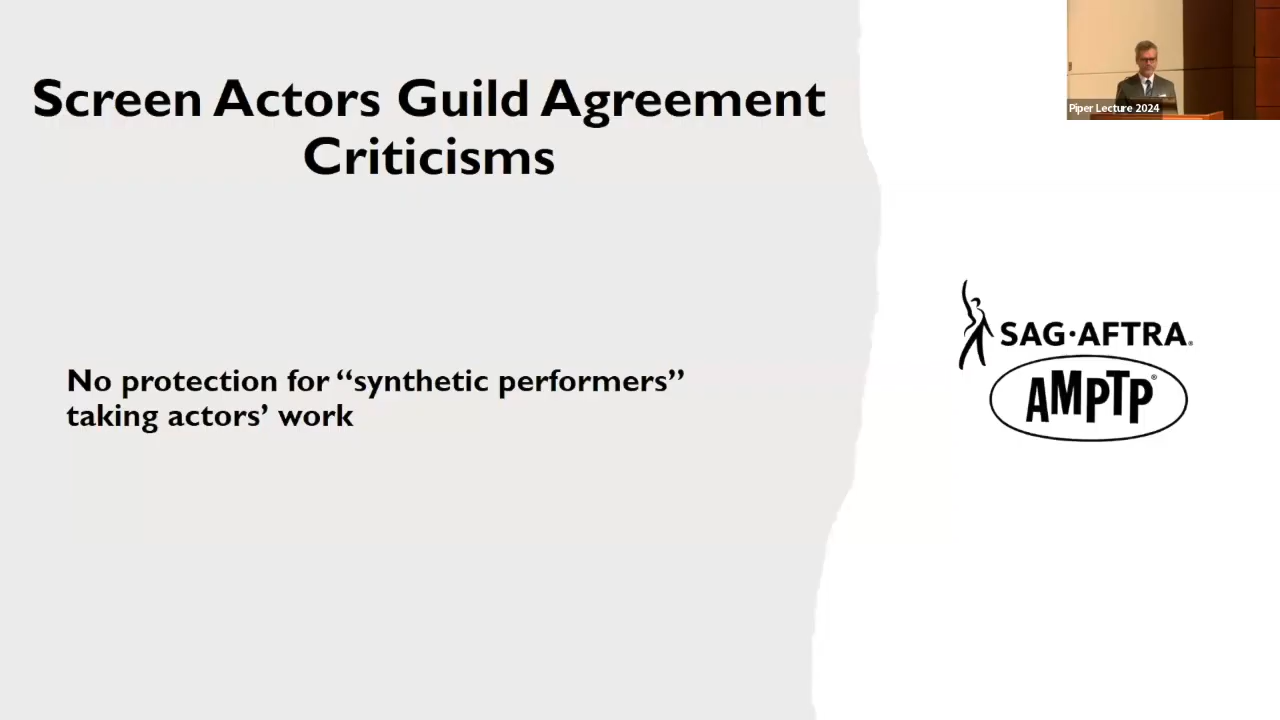 Screen Actors Guild Agreement
Criticisms
Piper Lecture 2024
No protection for “synthetic performers”
taking actors’ work
SAG·AFTRA®
AMPTP®